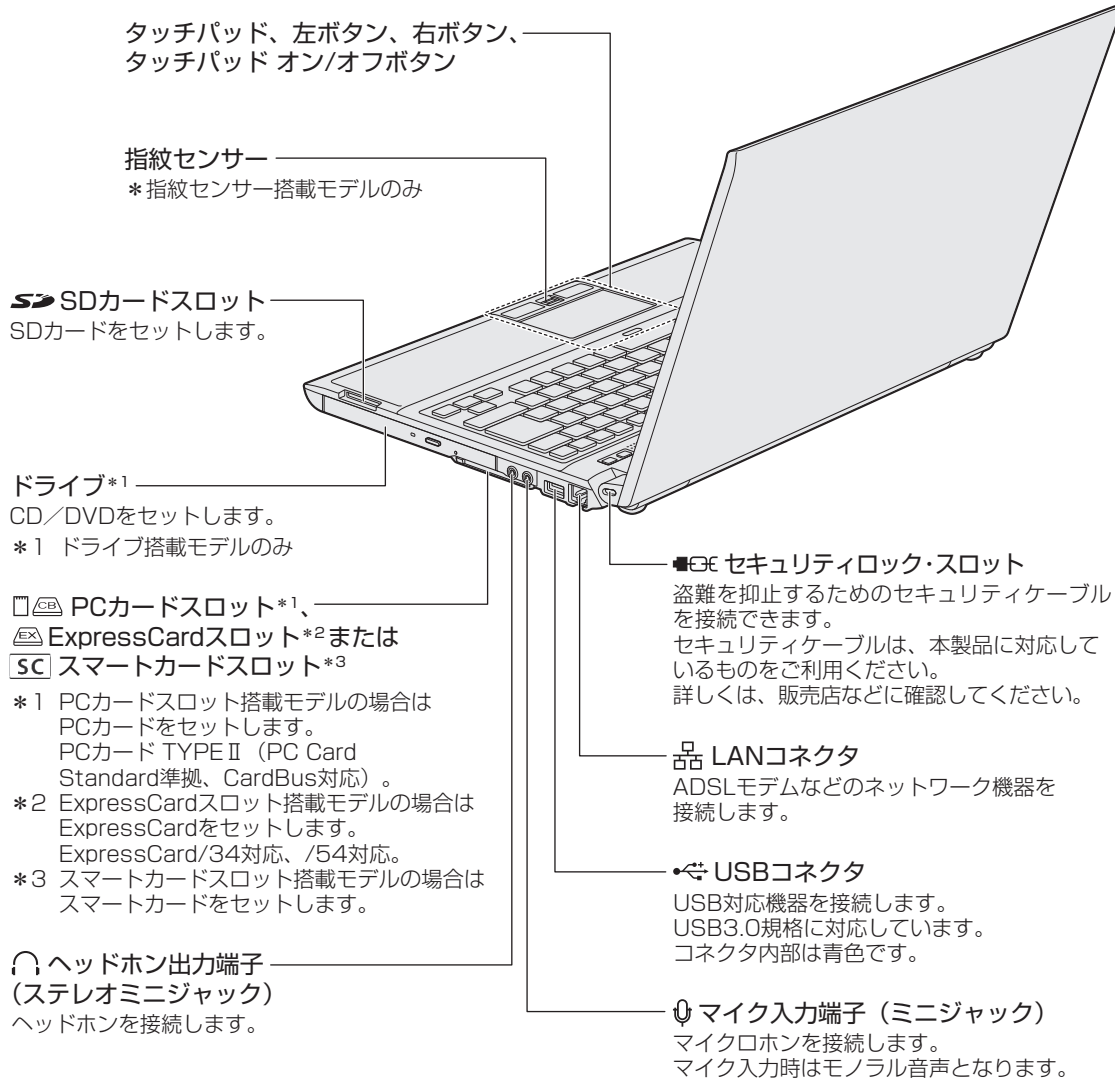 タッチパッド、左ボタン、右ボタン、
タッチパッド オン/オフボタン
指紋センサー
＊指紋センサー搭載モデルのみ
SD SDカードスロット
SDカードをセットします。
ドライブ＊1
CD／DVDをセットします。
＊1 ドライブ搭載モデルのみ
CB PCカードスロット＊1、
EX ExpressCardスロット＊2または
SC スマートカードスロット＊3
＊1 PCカードスロット搭載モデルの場合は
PCカードをセットします。
PCカード TYPEⅡ（PC Card
Standard準拠、CardBus対応）。
＊2 ExpressCardスロット搭載モデルの場合は
ExpressCardをセットします。
ExpressCard/34対応、/54対応。
＊3 スマートカードスロット搭載モデルの場合は
スマートカードをセットします。
ヘッドホン出力端子
（ステレオミニジャック）
ヘッドホンを接続します。
セキュリティロック・スロット
盗難を抑止するためのセキュリティケーブル
を接続できます。
セキュリティケーブルは、本製品に対応して
いるものをご利用ください。
詳しくは、販売店などに確認してください。
LANコネクタ
ADSLモデムなどのネットワーク機器を
接続します。
USBコネクタ
USB対応機器を接続します。
USB3.0規格に対応しています。
コネクタ内部は青色です。
マイク入力端子（ミニジャック）
マイクロホンを接続します。
マイク入力時はモノラル音声となります。